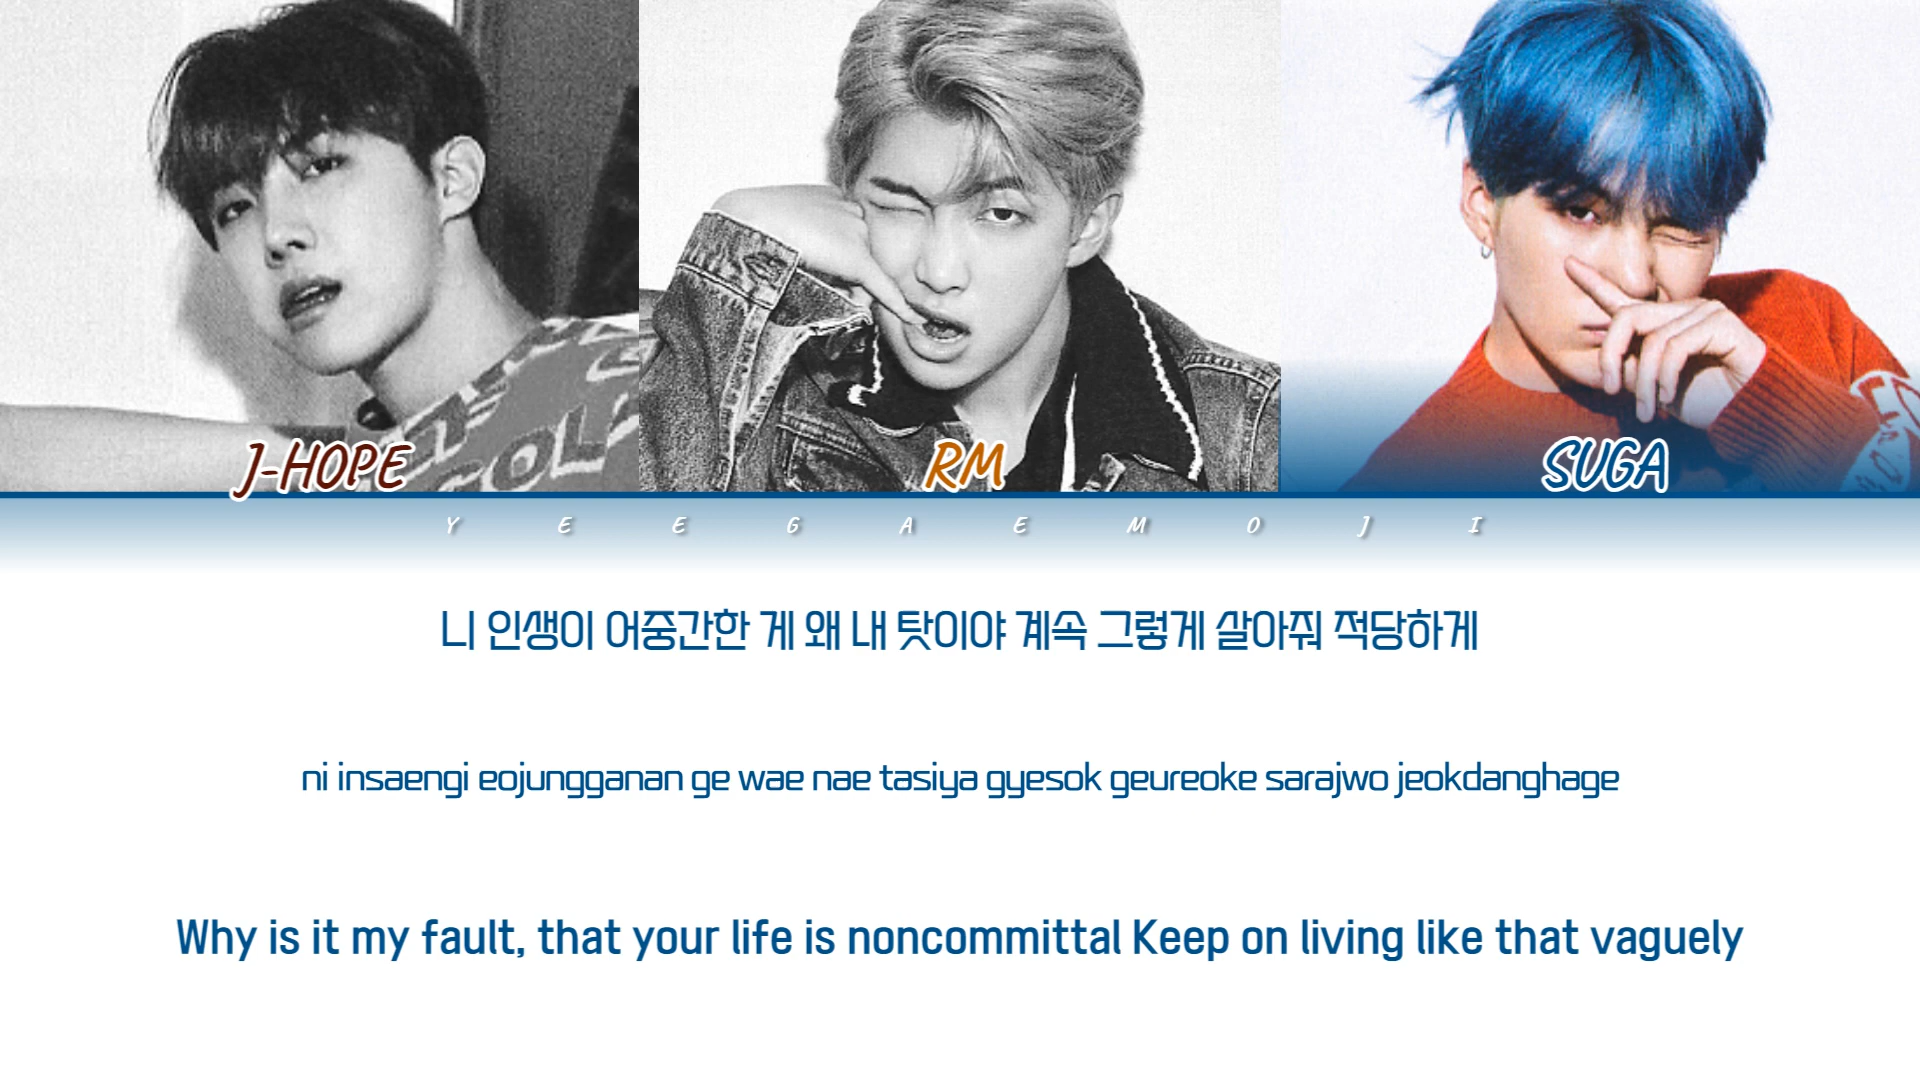 J-HOPE
RM
SUGA
Y E E G A E M O J I
니 인생이 어중간한 게 왜 내 탓이야 계속 그렇게 살아줘 적당하게
ni insaengi eojungganan ge wae nae tasiya gyesok geureoke sarajwo jeokdanghage
Why is it my fault, that your life is noncommittal Keep on living like that vaguely